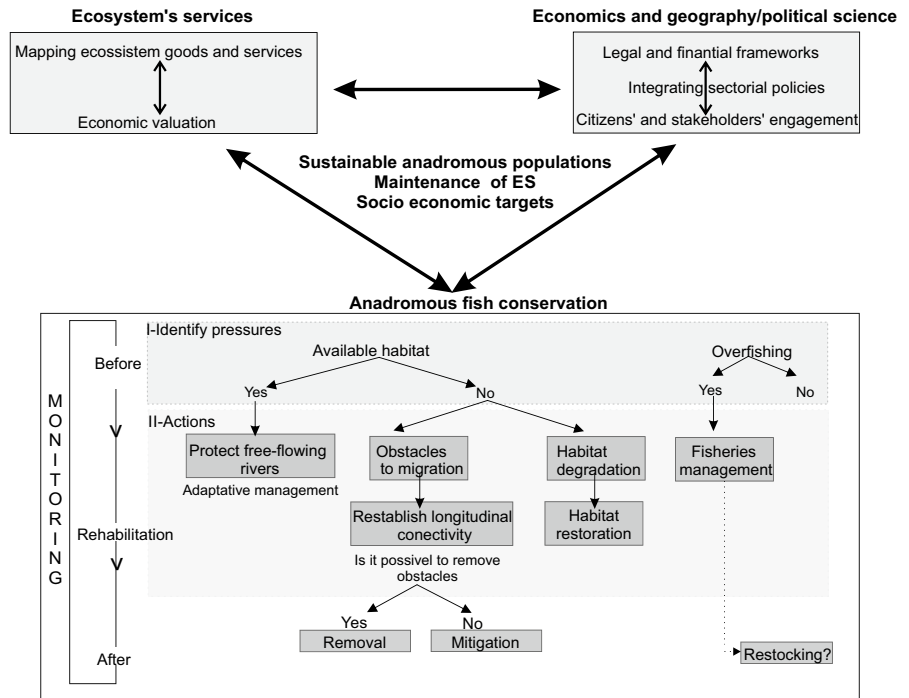 Ecosystem's services
Mapping ecossistem goods and services
Economic valuation
Economics and geography/political science
Legal and finantial frameworks
Integrating sectorial policies
Citizens' and stakeholders' engagement
Sustainable anadromous populations
Maintenance of ES
Socio economic targets
Anadromous fish conservation
MONITORING
Before
Rehabilitation
After
I-Identify pressures
Available habitat
Yes
No
Overfishing
Yes
No
II-Actions
Protect free-flowing
rivers
Adaptative management
Obstacles
to migration
Habitat
degradation
Fisheries
management
Restablish longitudinal
conectivity
Habitat
restoration
Is it possivel to remove
obstacles
Yes
No
Removal
Mitigation
Restocking?